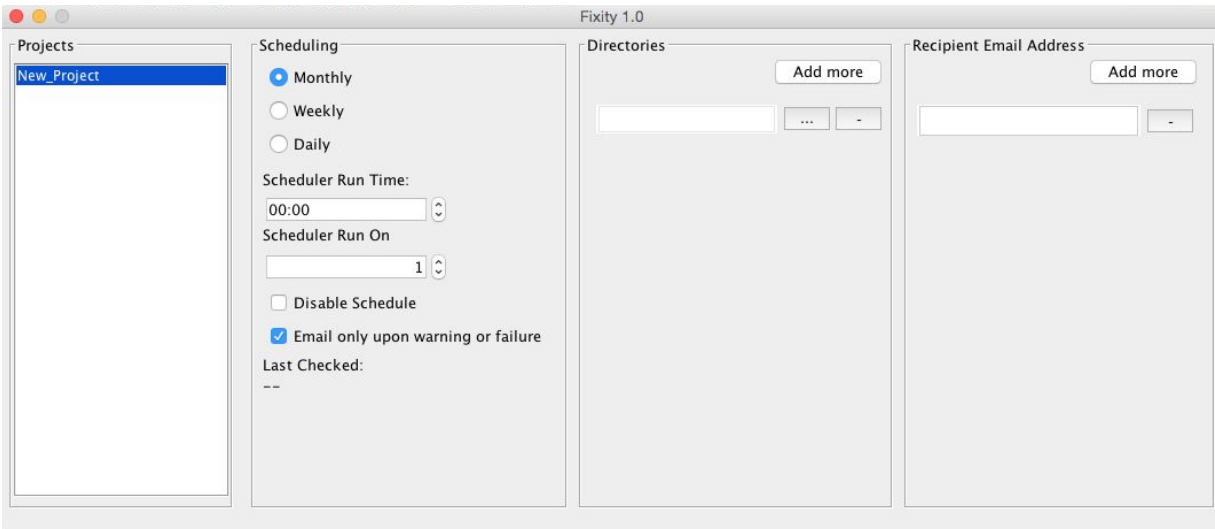 Fixity 1.0
Projects
New_Project
Scheduling
Monthly
Weekly
Daily
Scheduler Run Time:
00:00
Scheduler Run On
1
Disable Schedule
Email only upon warning or failure
Last Checked:
--
Directories
Add more
... -
Recipient Email Address
Add more
-